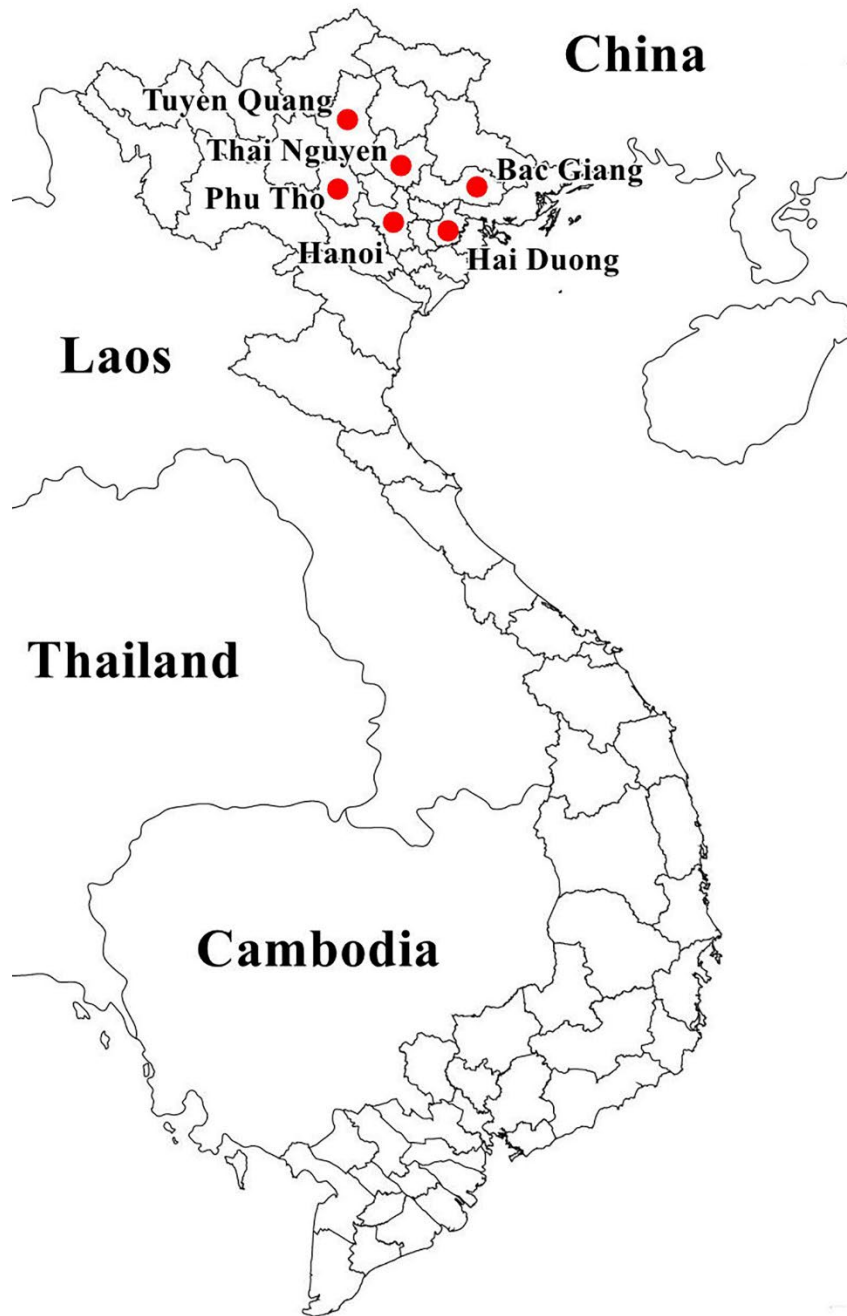 China
Tuyen Quang
Thai Nguyen
Bac Giang
Phu Tho
Hanoi
Hai Duong
Laos
Thailand
Cambodia